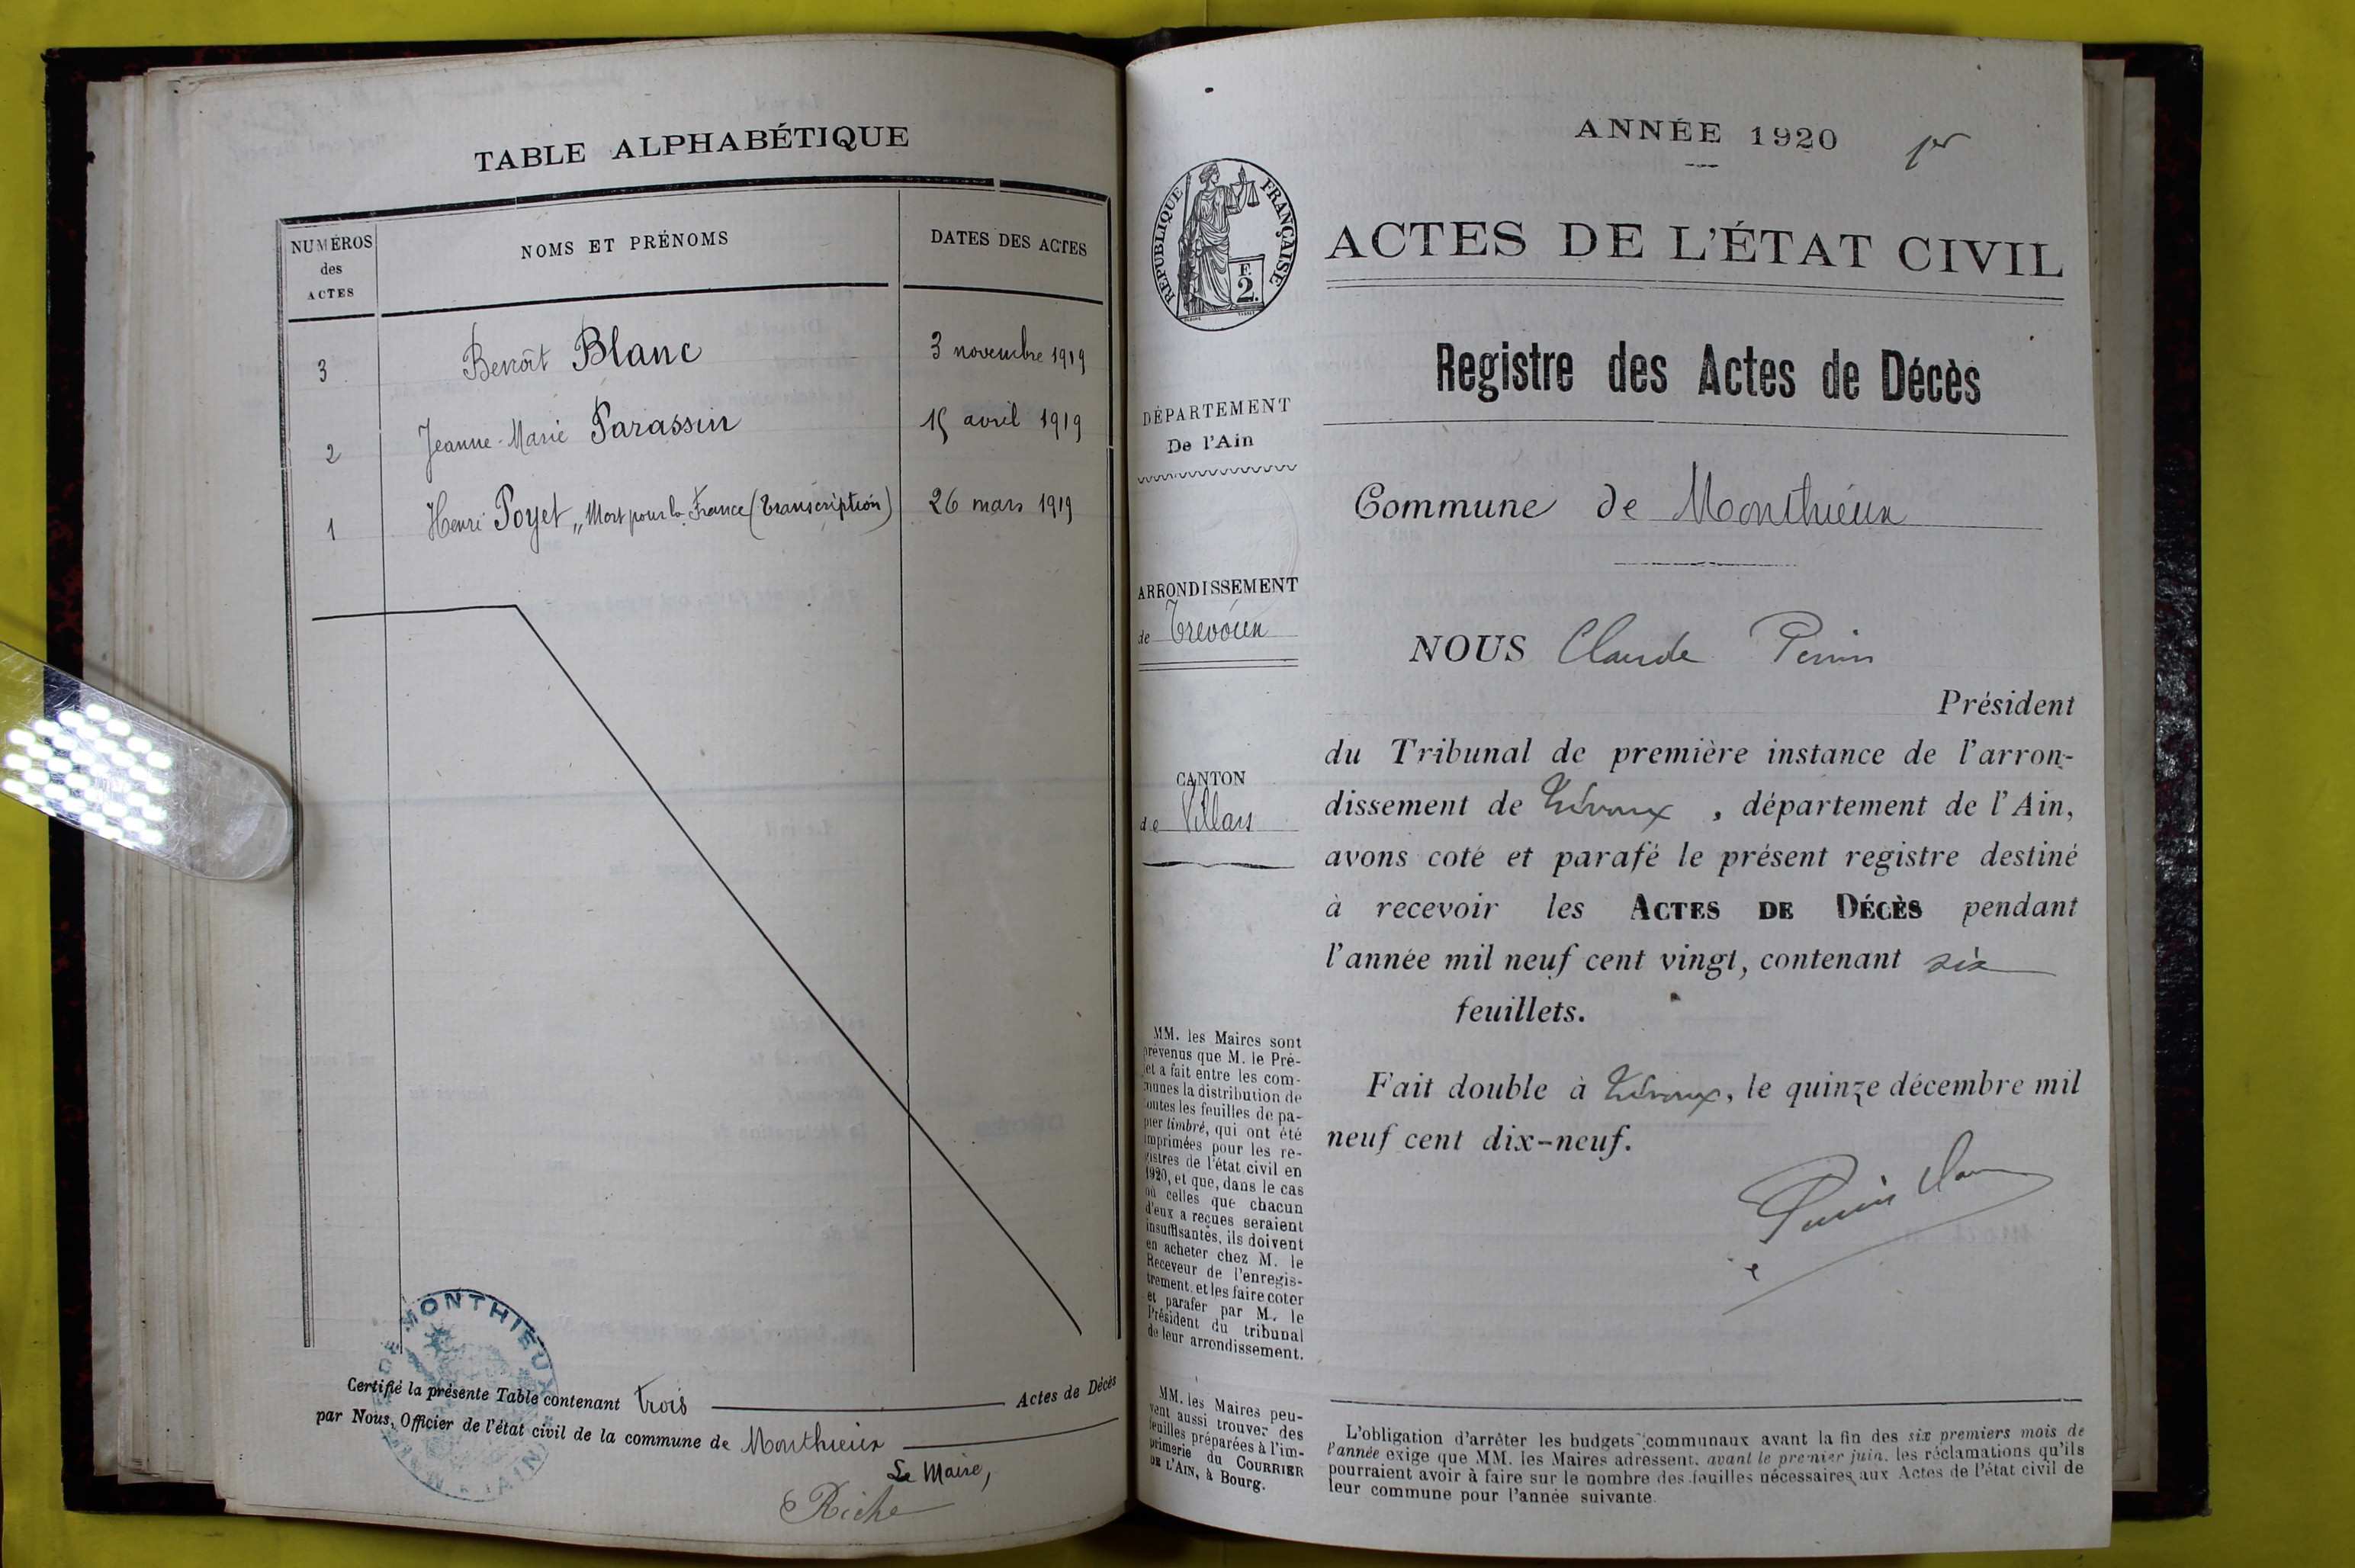 TABLE ALPHABÉTIQUE
NUMÉROS
des
ACTES
NOMS ET PRÉNOMS
DATES DES ACTES
3 Benoît Blanc 3 novembre 1919
2 Jeanne-Marie Parassin 15 avril 1919
1 Henri Poyet „Mort pour la France (transcription) 26 mars 1919
Certifié la présente Table contenant trois Actes de Décès
par Nous, Officier de l'état civil de la commune de Monthieux
Le Maire,
Riche
MONTHIEUX
AIN
ANNÉE 1920
1er
RÉPUBLIQUE FRANÇAISE
F.
2.
ACTES DE L'ÉTAT CIVIL
Registre des Actes de Décès
DÉPARTEMENT
De l'Ain
Commune de Monthieux
ARRONDISSEMENT
de Trévoux
CANTON
de Villars
NOUS Claude Perrin
Président
du Tribunal de première instance de l'arron-
dissement de Trévoux, département de l'Ain,
avons coté et parafé le présent registre destiné
à recevoir les ACTES DE DÉCÈS pendant
l'année mil neuf cent vingt, contenant six
feuillets.
Fait double à Trévoux, le quinze décembre mil
neuf cent dix-neuf.
MM. les Maires sont
prévenus que M. le Pré-
et a fait entre les com-
munes la distribution de
toutes les feuilles de pa-
pier timbré, qui ont été
imprimées pour les re-
gistres de l'état civil en
1920, et que, dans le cas
où celles que chacun
d'eux a reçues seraient
insuffisantes, ils doivent
en acheter chez M. le
Receveur de l'enregis-
trement, et les faire coter
et parafer par M. le
Président du tribunal
de leur arrondissement.
MM. les Maires peu-
vent aussi trouver des
feuilles préparées à l'im-
primerie du COURRIER
DE L'AIN, à Bourg.
L'obligation d'arrêter les budgets communaux avant la fin des six premiers mois de
l'année exige que MM. les Maires adressent, avant le premier juin, les réclamations qu'ils
pourraient avoir à faire sur le nombre des feuilles nécessaires aux Actes de l'état civil de
leur commune pour l'année suivante.